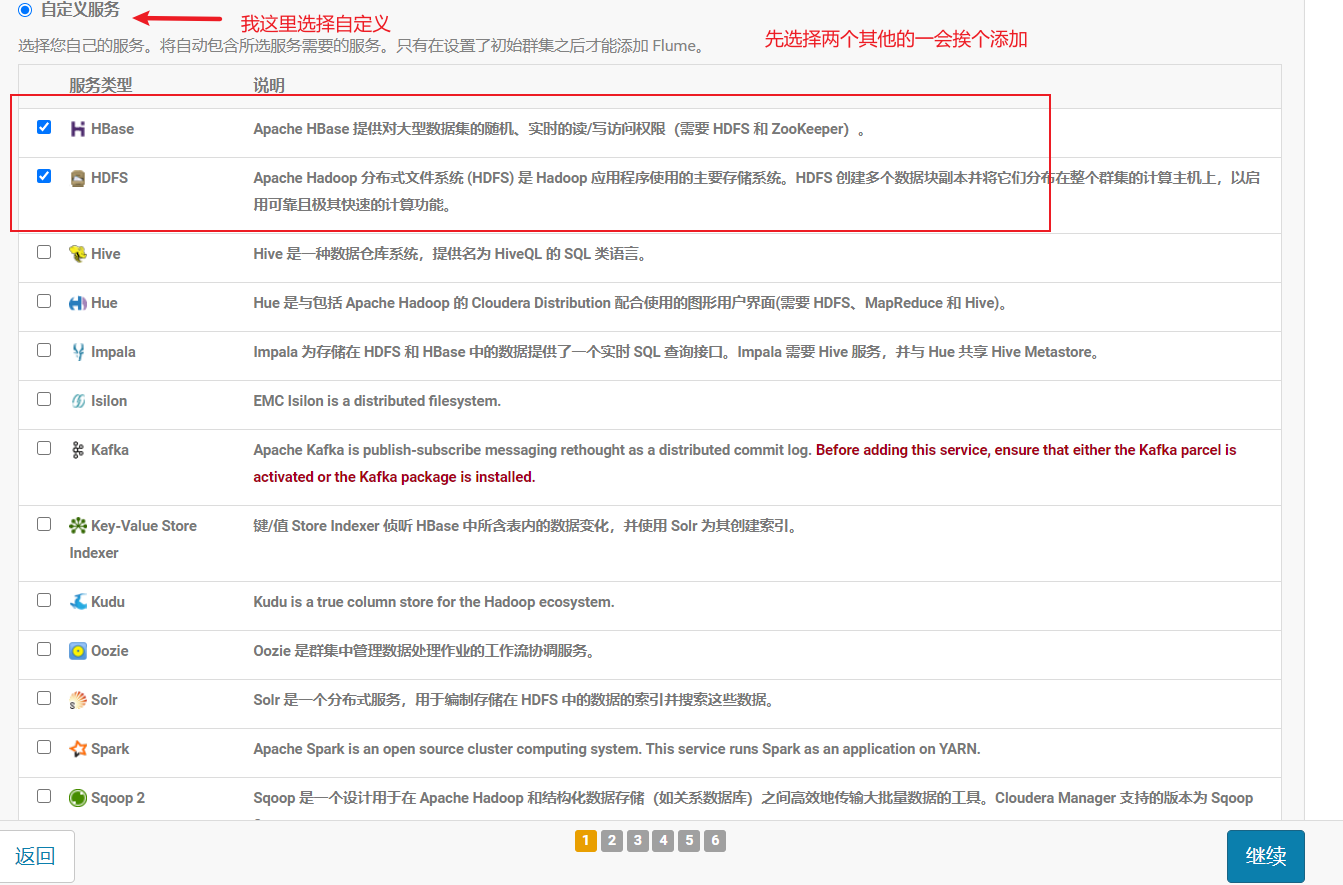 自定义服务
我这里选择自定义
选择您自己的服务。将自动包含所选服务需要的服务。只有在设置了初始群集之后才能添加 Flume。
先选择两个其他的一会挨个添加
服务类型 说明
HBase Apache HBase 提供对大型数据集的随机、实时的读/写访问权限（需要 HDFS 和 ZooKeeper）。
HDFS Apache Hadoop 分布式文件系统 (HDFS) 是 Hadoop 应用程序使用的主要存储系统。HDFS 创建多个数据块副本并将它们分布在整个群集的计算主机上，以启
用可靠且极其快速的计算功能。
Hive Hive 是一种数据仓库系统，提供名为 HiveQL 的 SQL 类语言。
Hue Hue 是与包括 Apache Hadoop 的 Cloudera Distribution 配合使用的图形用户界面(需要 HDFS、MapReduce 和 Hive)。
Impala Impala 为存储在 HDFS 和 HBase 中的数据提供了一个实时 SQL 查询接口。Impala 需要 Hive 服务，并与 Hue 共享 Hive Metastore。
Isilon EMC Isilon is a distributed filesystem.
Kafka Apache Kafka is publish-subscribe messaging rethought as a distributed commit log. Before adding this service, ensure that either the Kafka parcel is
activated or the Kafka package is installed.
Key-Value Store 键/值 Store Indexer 侦听 HBase 中所含表内的数据变化，并使用 Solr 为其创建索引。
Indexer
Kudu Kudu is a true column store for the Hadoop ecosystem.
Oozie Oozie 是群集中管理数据处理作业的工作流协调服务。
Solr Solr 是一个分布式服务，用于编制存储在 HDFS 中的数据的索引并搜索这些数据。
Spark Apache Spark is an open source cluster computing system. This service runs Spark as an application on YARN.
Sqoop 2 Sqoop 是一个设计用于在 Apache Hadoop 和结构化数据存储（如关系数据库）之间高效地传输大批量数据的工具。Cloudera Manager 支持的版本为 Sqoop
返回 1 2 3 4 5 6 继续